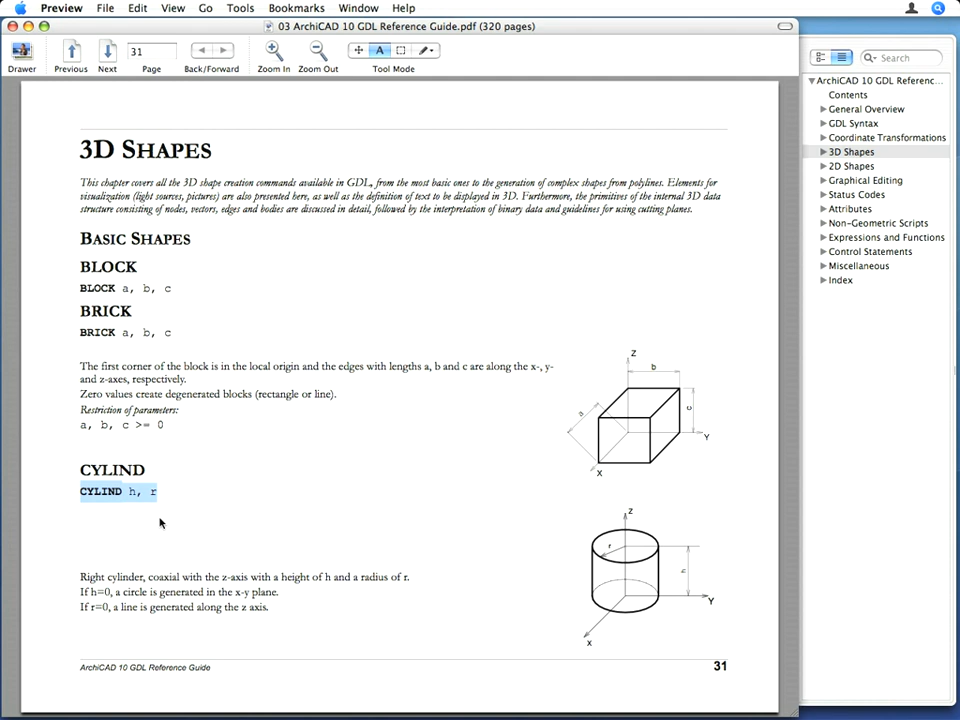 Preview File Edit View Go Tools Bookmarks Window Help
03 ArchiCAD 10 GDL Reference Guide.pdf (320 pages)
31
Drawer Previous Next Page Back/Forward Zoom In Zoom Out Tool Mode
A
Search
ArchiCAD 10 GDL Referenc...
Contents
General Overview
GDL Syntax
Coordinate Transformations
3D Shapes
2D Shapes
Graphical Editing
Status Codes
Attributes
Non-Geometric Scripts
Expressions and Functions
Control Statements
Miscellaneous
Index
3D SHAPES
This chapter covers all the 3D shape creation commands available in GDL, from the most basic ones to the generation of complex shapes from polylines. Elements for
visualization (light sources, pictures) are also presented here, as well as the definition of text to be displayed in 3D. Furthermore, the primitives of the internal 3D data
structure consisting of nodes, vectors, edges and bodies are discussed in detail, followed by the interpretation of binary data and guidelines for using cutting planes.
BASIC SHAPES
BLOCK
BLOCK a, b, c
BRICK
BRICK a, b, c
The first corner of the block is in the local origin and the edges with lengths a, b and c are along the x-, y-
and z-axes, respectively.
Zero values create degenerated blocks (rectangle or line).
Restriction of parameters:
a, b, c >= 0
Z
b
a
c
Y
X
CYLIND
CYLIND h, r
Z
r
h
Y
X
Right cylinder, coaxial with the z-axis with a height of h and a radius of r.
If h=0, a circle is generated in the x-y plane.
If r=0, a line is generated along the z axis.
ArchiCAD 10 GDL Reference Guide
31